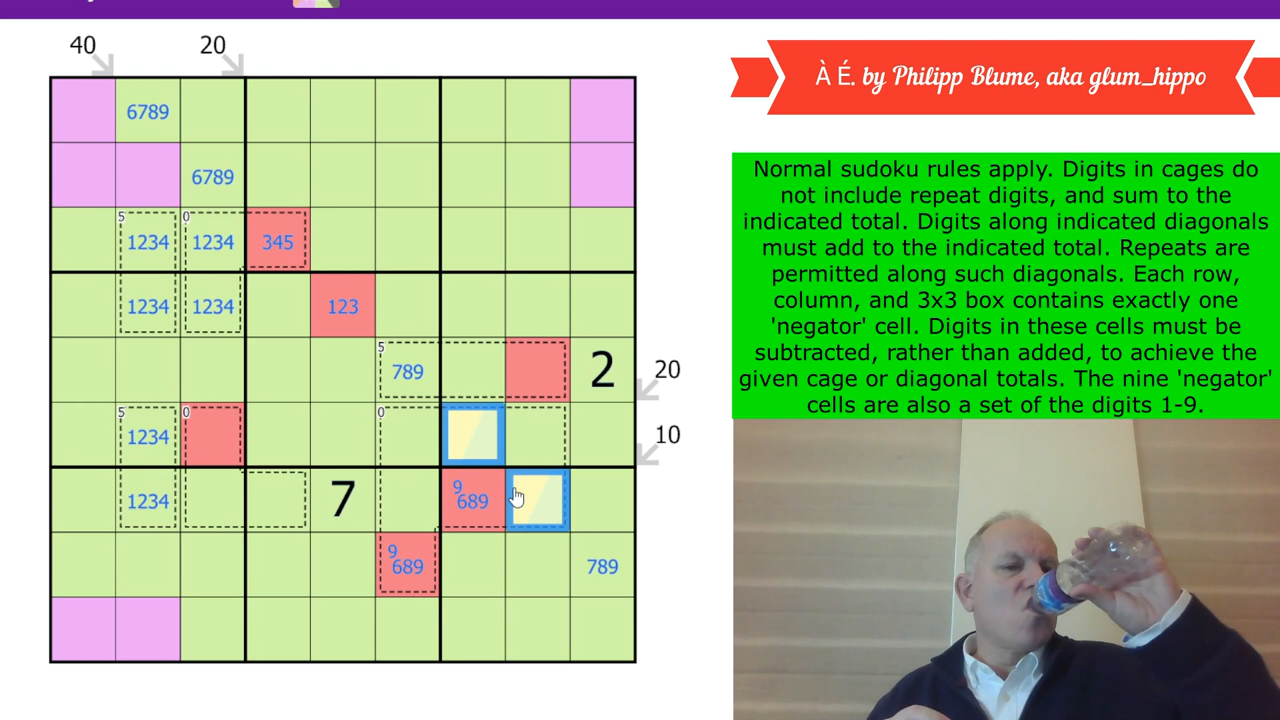 40
20
À É. by Philipp Blume, aka glum_hippo
6789
6789
Normal sudoku rules apply. Digits in cages do
not include repeat digits, and sum to the
indicated total. Digits along indicated diagonals
must add to the indicated total. Repeats are
permitted along such diagonals. Each row,
column, and 3x3 box contains exactly one
'negator' cell. Digits in these cells must be
subtracted, rather than added, to achieve the
given cage or diagonal totals. The nine 'negator'
cells are also a set of the digits 1-9.
5 0
1234 1234 345
1234 1234 123
5
789 2 20
5 0 0
1234
10
1234 7 9 689
9 689 789